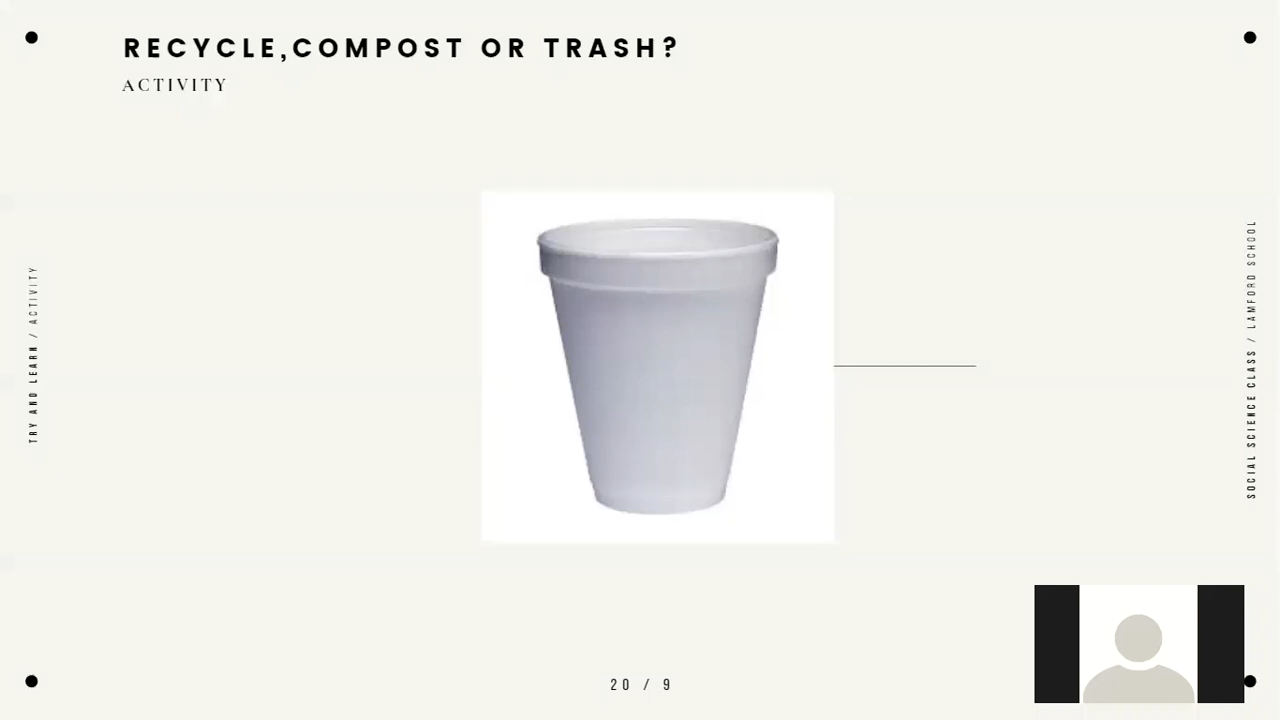 RECYCLE,COMPOST OR TRASH?
ACTIVITY
TRY AND LEARN / ACTIVITY
SOCIAL SCIENCE CLASS / LAMFORD SCHOOL
20 / 9